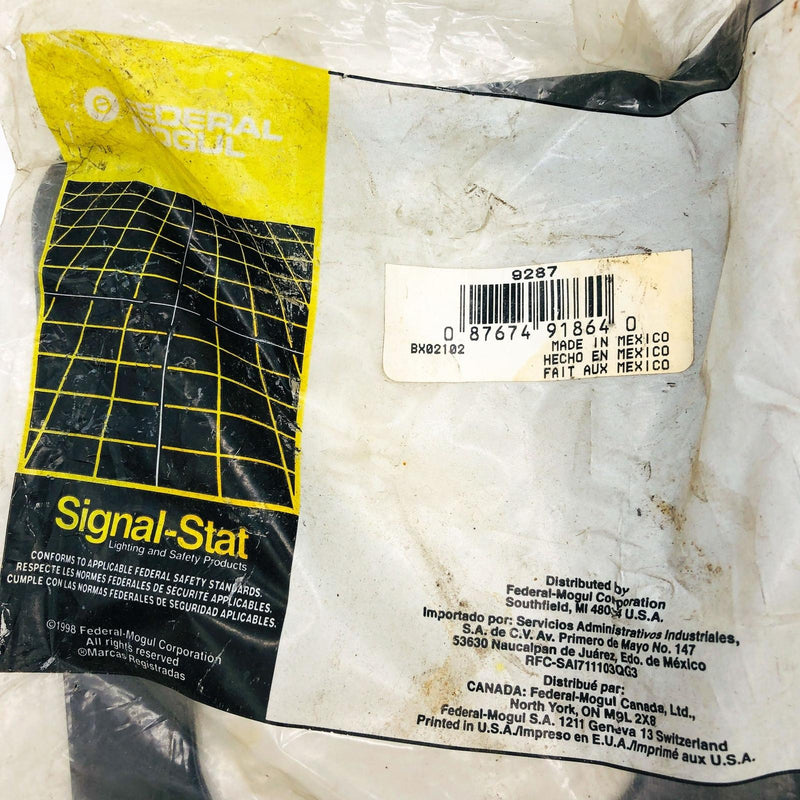 FEDERAL
MOGUL
9287
0 87674 91864 0
BX02102
MADE IN MEXICO
HECHO EN MEXICO
FAIT AUX MEXICO
Signal-Stat
Lighting and Safety Products
CONFORMS TO APPLICABLE FEDERAL SAFETY STANDARDS.
RESPECTE LES NORMES FEDERALES DE SÉCURITÉ APPLICABLES.
CUMPLE CON LAS NORMAS FEDERALES DE SEGURIDAD APLICABLES.
©1998 Federal-Mogul Corporation
All rights reserved
®Marcas Registradas
Distributed by
Federal-Mogul Corporation
Southfield, MI U.S.A.
Importado por: Servicios Administrativos Industriales,
S.A. de C.V. Av. Primero de Mayo No. 147
53630 Naucalpan de Juárez, Edo. de México
RFC-SAI711103QG3
Distribué par:
CANADA: Federal-Mogul Canada, Ltd.,
North York, ON M9L 2X8
Federal-Mogul S.A. 1211 Geneva 13 Switzerland
Printed in U.S.A./Impreso en E.U.A./Imprimé aux U.S.A.